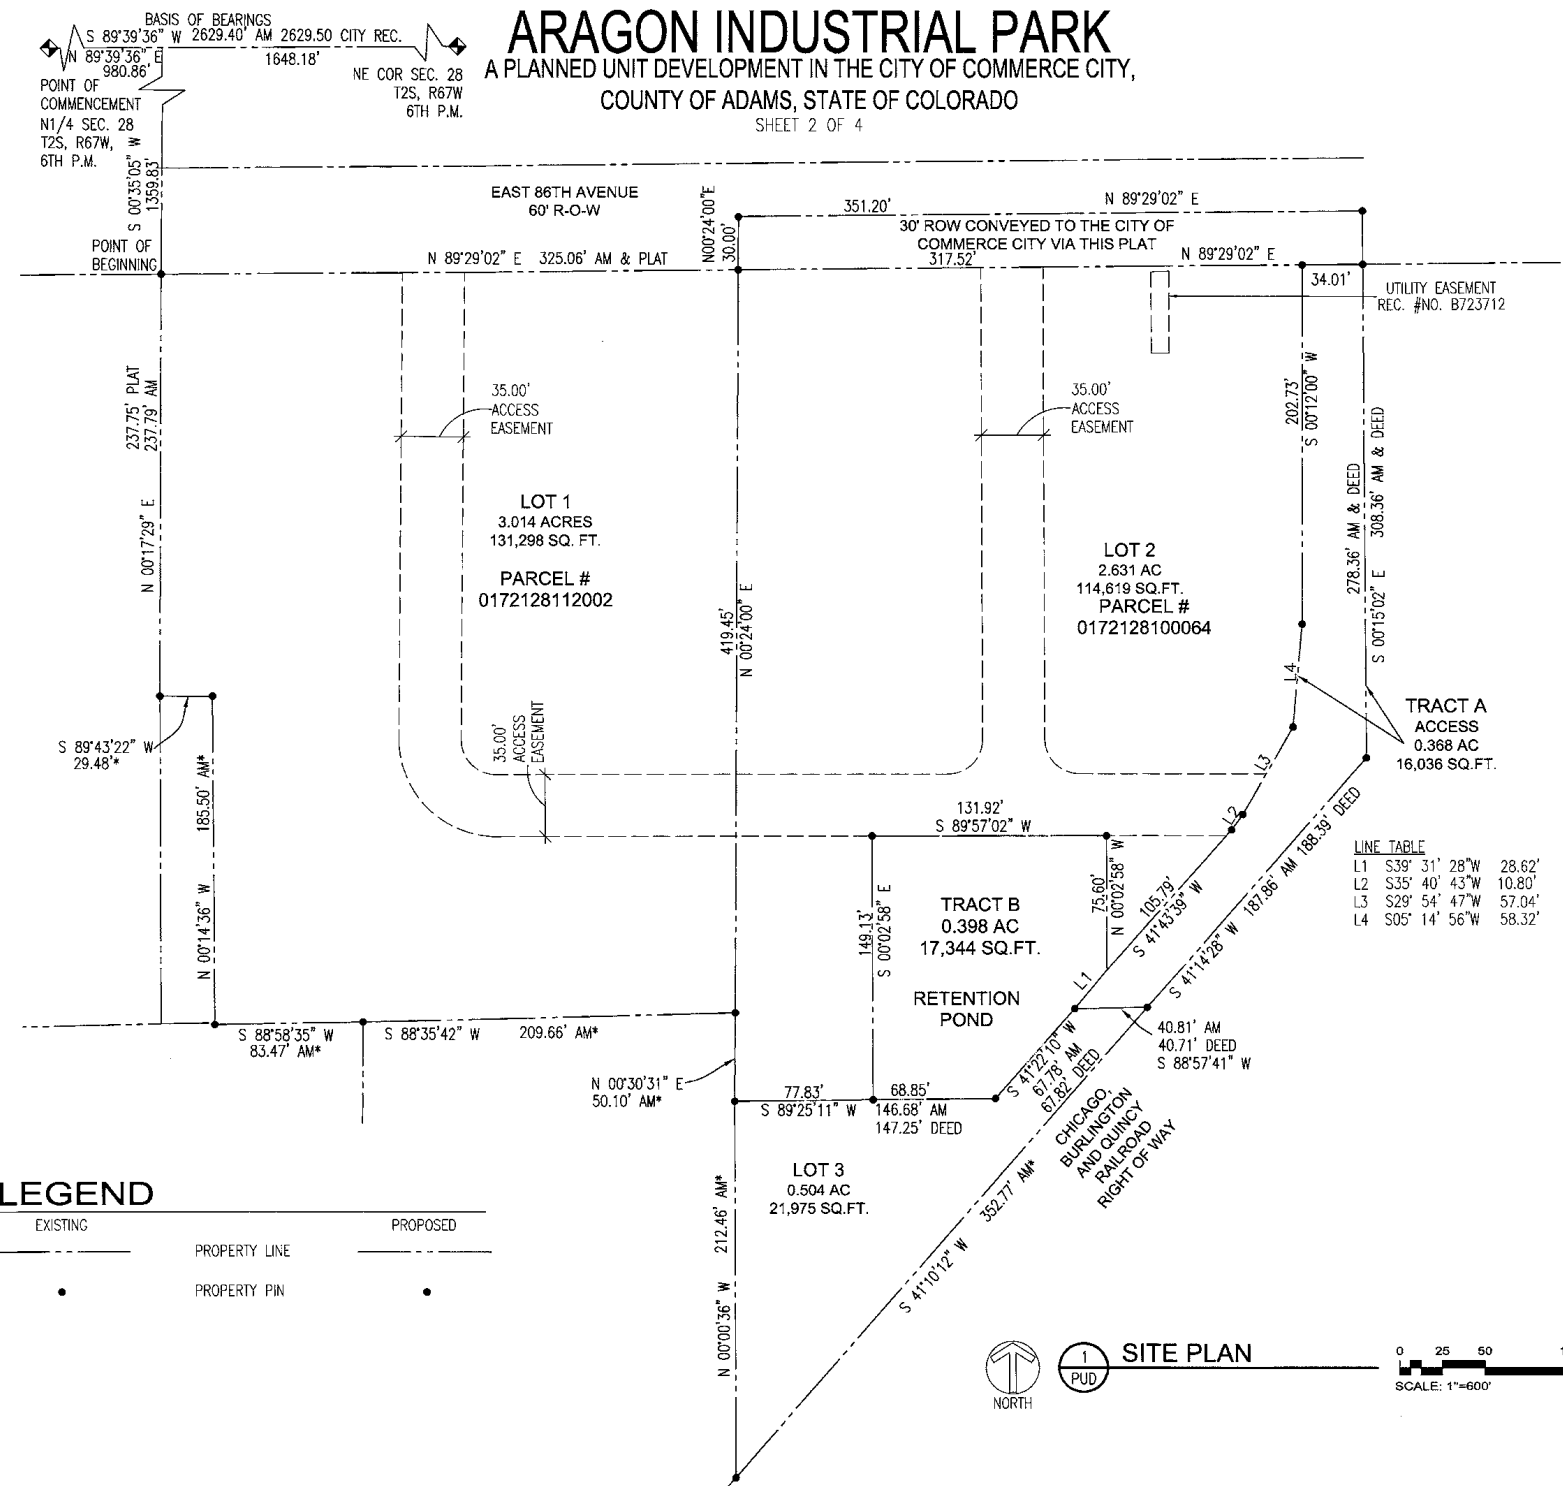 ARAGON INDUSTRIAL PARK
A PLANNED UNIT DEVELOPMENT IN THE CITY OF COMMERCE CITY,
COUNTY OF ADAMS, STATE OF COLORADO
SHEET 2 OF 4
BASIS OF BEARINGS
S 89°39'36" W 2629.40' AM 2629.50 CITY REC.
N 89°39'36" E
980.86'
1648.18'
POINT OF
COMMENCEMENT
N1/4 SEC. 28
T2S, R67W,
6TH P.M.
NE COR SEC. 28
T2S, R67W
6TH P.M.
S 00°35'05" W
1359.83'
POINT OF
BEGINNING
EAST 86TH AVENUE
60' R-O-W
N 89°29'02" E 325.06' AM & PLAT
N00°24'00"E
30.00'
351.20'
N 89°29'02" E
30' ROW CONVEYED TO THE CITY OF
COMMERCE CITY VIA THIS PLAT
317.52'
N 89°29'02" E
34.01'
UTILITY EASEMENT
REC. #NO. B723712
237.75' PLAT
237.79' AM
N 00°17'29" E
35.00'
ACCESS
EASEMENT
35.00'
ACCESS
EASEMENT
202.73'
S 00°12'00" W
278.36' AM & DEED
308.36' AM & DEED
S 00°15'02" E
LOT 1
3.014 ACRES
131,298 SQ. FT.
PARCEL #
0172128112002
LOT 2
2.631 AC
114,619 SQ.FT.
PARCEL #
0172128100064
419.45'
N 00°24'00" E
L4
TRACT A
ACCESS
0.368 AC
16,036 SQ.FT.
S 89°43'22" W
29.48'*
35.00'
ACCESS
EASEMENT
L3
185.50' AM*
N 00°14'36" W
131.92'
S 89°57'02" W
L2
LINE TABLE
L1 S39° 31' 28"W 28.62'
L2 S35° 40' 43"W 10.80'
L3 S29° 54' 47"W 57.04'
L4 S05° 14' 56"W 58.32'
149.13'
S 00°02'58" E
TRACT B
0.398 AC
17,344 SQ.FT.
RETENTION
POND
75.60'
N 00°02'58" W
105.79'
S 41°43'39" W
S 41°14'28" W 187.86' AM 188.39' DEED
L1
S 88°58'35" W
83.47' AM*
S 88°35'42" W 209.66' AM*
40.81' AM
40.71' DEED
S 88°57'41" W
S 41°22'10" W
67.78' AM
67.82' DEED
N 00°30'31" E
50.10' AM*
77.83'
S 89°25'11" W
68.85'
146.68' AM
147.25' DEED
CHICAGO,
BURLINGTON
AND QUINCY
RAILROAD
RIGHT OF WAY
LOT 3
0.504 AC
21,975 SQ.FT.
N 00°00'36" W 212.46' AM*
S 41°10'12" W 352.77' AM*
LEGEND
EXISTING PROPOSED
PROPERTY LINE
PROPERTY PIN
NORTH
1
PUD
SITE PLAN
0 25 50 1
SCALE: 1"=600'